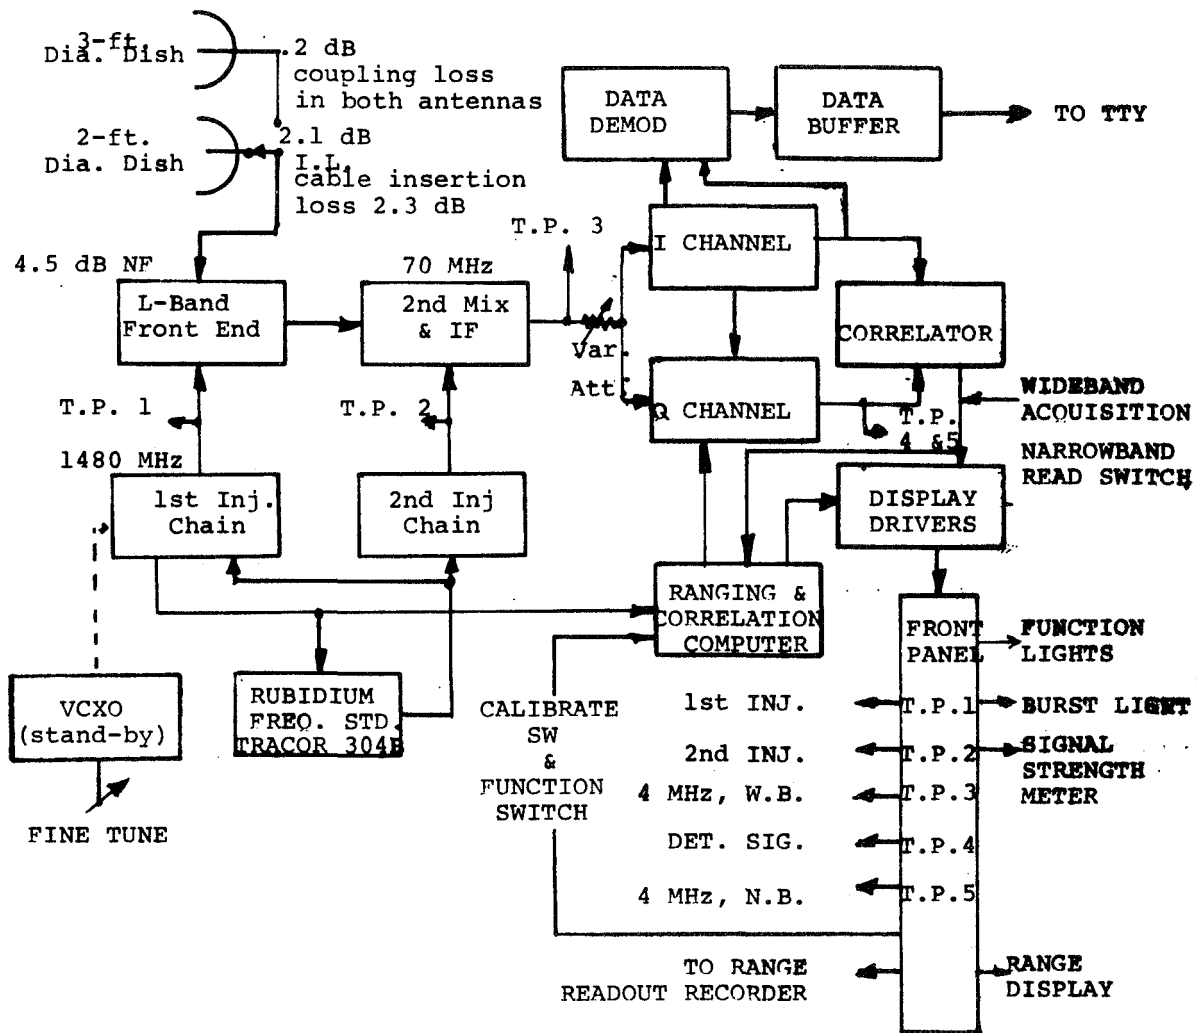 3-ft.
Dia. Dish
.2 dB
coupling loss
in both antennas
2-ft.
Dia. Dish
2.1 dB
I.L.
cable insertion
loss 2.3 dB
DATA
DEMOD
DATA
BUFFER
TO TTY
T.P. 3
I CHANNEL
4.5 dB NF
70 MHz
L-Band
Front End
2nd Mix
& IF
Var.
Att.
CORRELATOR
Q CHANNEL
WIDEBAND
ACQUISITION
T.P. 1
T.P. 2
T.P.
4 &5
NARROWBAND
READ SWITCH
1480 MHz
1st Inj.
Chain
2nd Inj
Chain
DISPLAY
DRIVERS
RANGING &
CORRELATION
COMPUTER
FRONT
PANEL
FUNCTION
LIGHTS
VCXO
(stand-by)
RUBIDIUM
FREQ. STD.
TRACOR 304B
CALIBRATE
SW
&
FUNCTION
SWITCH
1st INJ.
T.P.1
BURST LIGHT
2nd INJ.
T.P.2
SIGNAL
STRENGTH
METER
4 MHz, W.B.
T.P.3
FINE TUNE
DET. SIG.
T.P.4
4 MHz, N.B.
T.P.5
TO RANGE
READOUT RECORDER
RANGE
DISPLAY